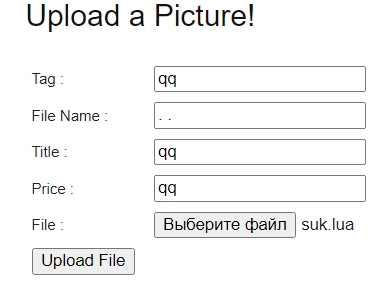 Upload a Picture!
Tag : qq
File Name : . .
Title : qq
Price : qq
File : Выберите файл suk.lua
Upload File